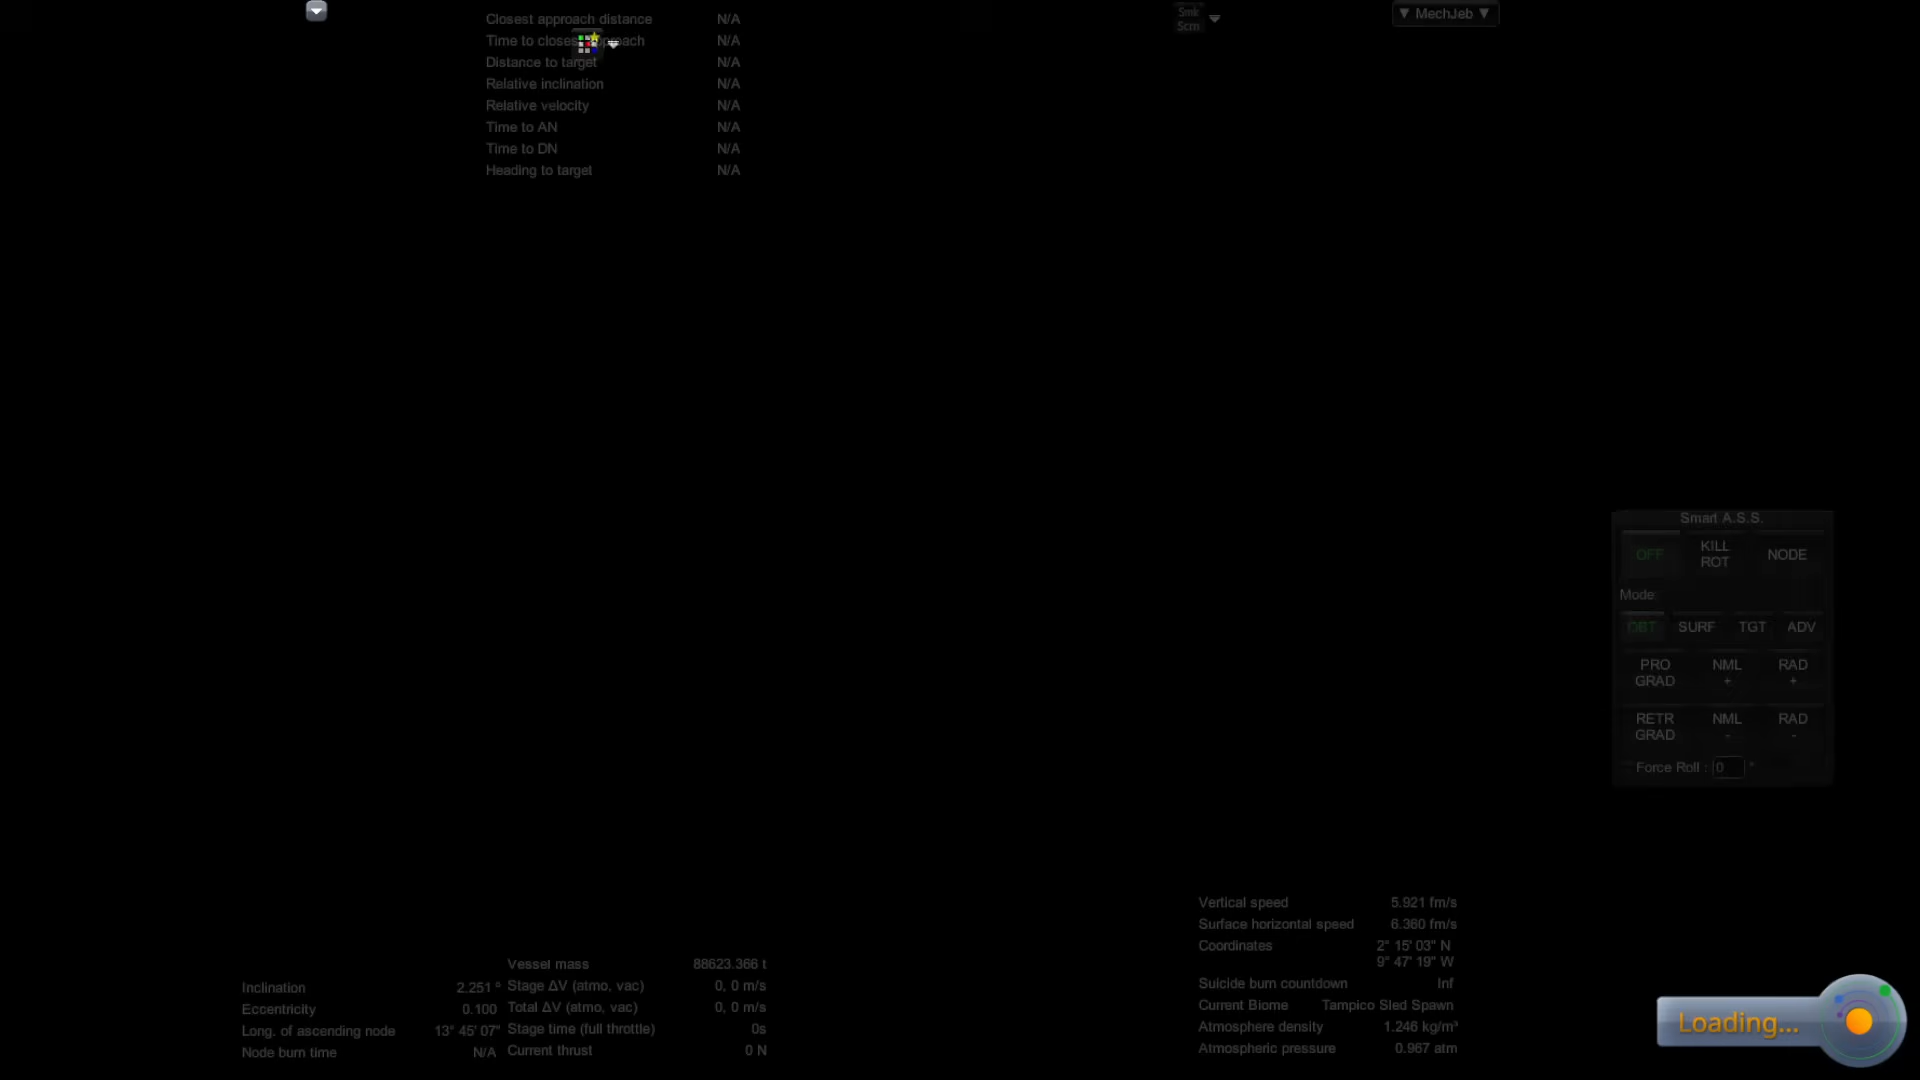 Closest approach distance N/A
Time to closest approach N/A
Distance to target N/A
Relative inclination N/A
Relative velocity N/A
Time to AN N/A
Time to DN N/A
Heading to target N/A
Smk
Scrn
▼ MechJeb ▼
Smart A.S.S.
OFF KILL ROT NODE
Mode:
OBT SURF TGT ADV
PRO GRAD NML + RAD +
RETR GRAD NML - RAD -
Force Roll : 0 °
Inclination 2.251 °
Eccentricity 0.100
Long. of ascending node 13° 45' 07"
Node burn time N/A
Vessel mass 88623.366 t
Stage ΔV (atmo, vac) 0, 0 m/s
Total ΔV (atmo, vac) 0, 0 m/s
Stage time (full throttle) 0s
Current thrust 0 N
Vertical speed 5.921 fm/s
Surface horizontal speed 6.360 fm/s
Coordinates 2° 15' 03" N
9° 47' 19" W
Suicide burn countdown Inf
Current Biome Tampico Sled Spawn
Atmosphere density 1.246 kg/m³
Atmospheric pressure 0.967 atm
Loading...